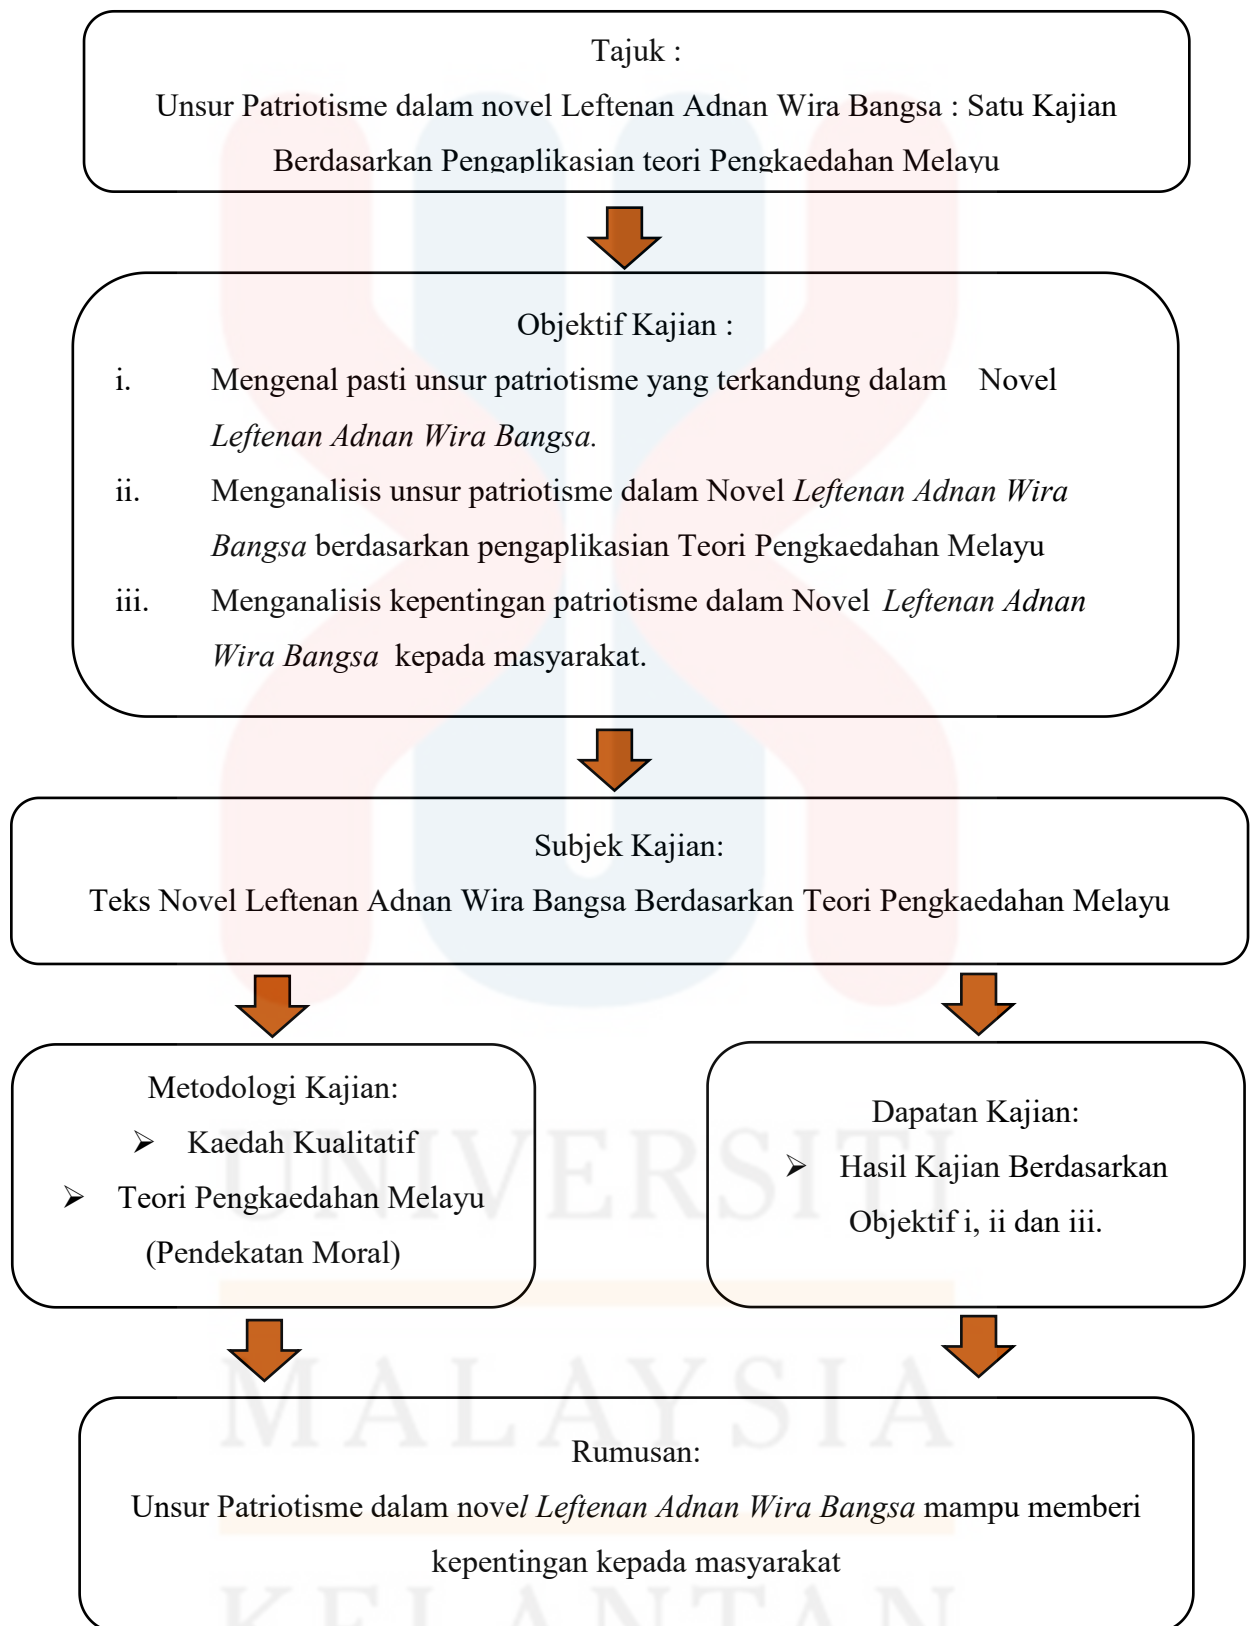 Tajuk :
Unsur Patriotisme dalam novel Leftenan Adnan Wira Bangsa : Satu Kajian
Berdasarkan Pengaplikasian teori Pengkaedahan Melayu
Objektif Kajian :
i. Mengenal pasti unsur patriotisme yang terkandung dalam Novel
Leftenan Adnan Wira Bangsa.
ii. Menganalisis unsur patriotisme dalam Novel Leftenan Adnan Wira
Bangsa berdasarkan pengaplikasian Teori Pengkaedahan Melayu
iii. Menganalisis kepentingan patriotisme dalam Novel Leftenan Adnan
Wira Bangsa kepada masyarakat.
Subjek Kajian:
Teks Novel Leftenan Adnan Wira Bangsa Berdasarkan Teori Pengkaedahan Melayu
Metodologi Kajian:
➢ Kaedah Kualitatif
➢ Teori Pengkaedahan Melayu
(Pendekatan Moral)
Dapatan Kajian:
➢ Hasil Kajian Berdasarkan
Objektif i, ii dan iii.
UNIVERSITI
MALAYSIA
Rumusan:
Unsur Patriotisme dalam novel Leftenan Adnan Wira Bangsa mampu memberi
kepentingan kepada masyarakat
KELANTAN